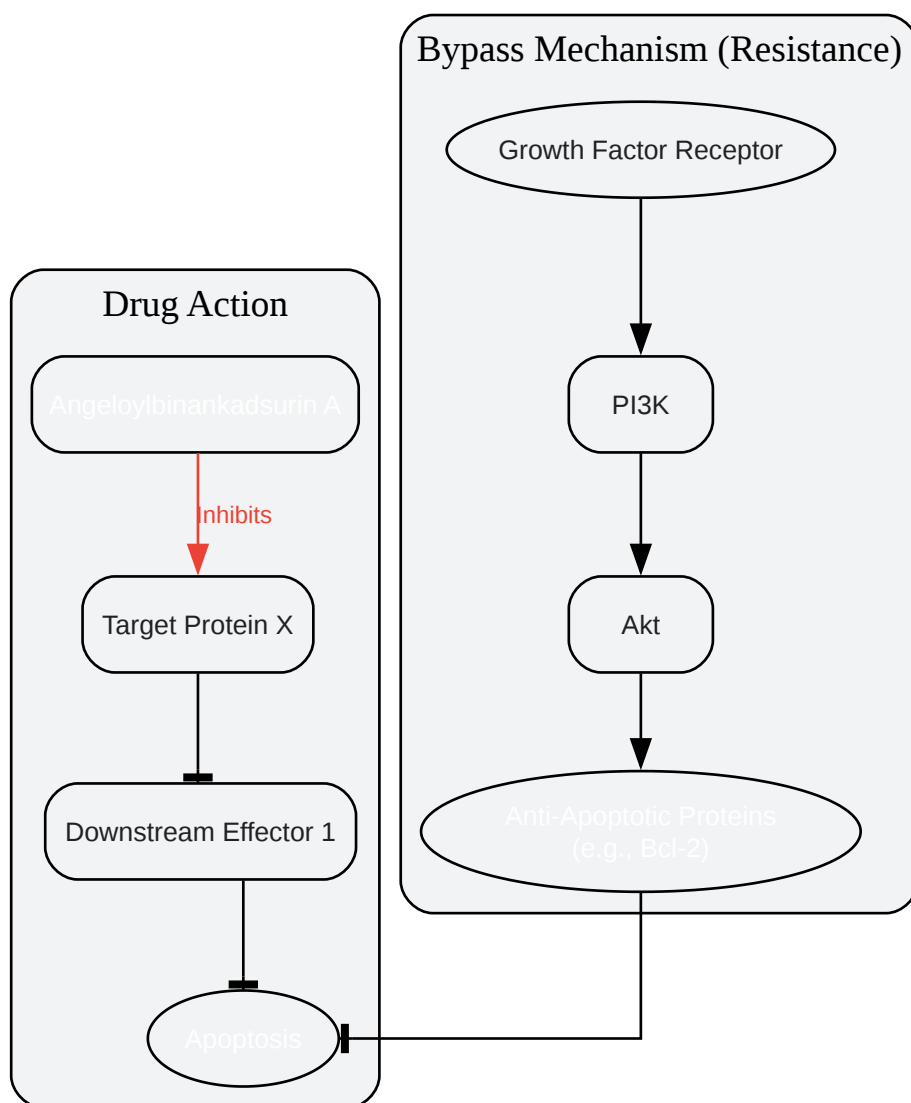 Bypass Mechanism (Resistance)
Growth Factor Receptor
PI3K
Akt
Anti-Apoptotic Proteins
(e.g., Bcl-2)
Drug Action
Angeloylbinankadsurin A
Inhibits
Target Protein X
Downstream Effector 1
Apoptosis